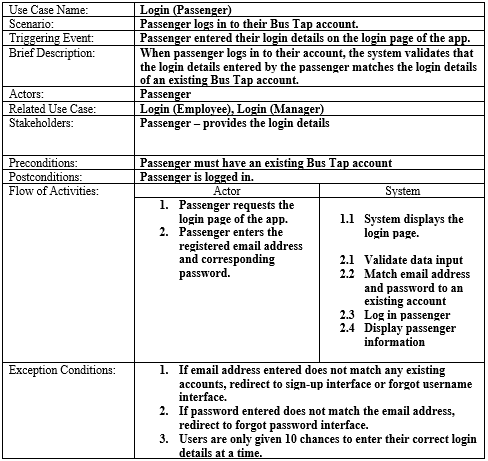 Use Case Name: Login (Passenger)
Scenario: Passenger logs in to their Bus Tap account.
Triggering Event: Passenger entered their login details on the login page of the app.
Brief Description: When passenger logs in to their account, the system validates that
the login details entered by the passenger matches the login details
of an existing Bus Tap account.
Actors: Passenger
Related Use Case: Login (Employee), Login (Manager)
Stakeholders: Passenger – provides the login details
Preconditions: Passenger must have an existing Bus Tap account
Postconditions: Passenger is logged in.
Flow of Activities: Actor System
1. Passenger requests the
login page of the app.
2. Passenger enters the
registered email address
and corresponding
password.
1.1 System displays the
login page.
2.1 Validate data input
2.2 Match email address
and password to an
existing account
2.3 Log in passenger
2.4 Display passenger
information
Exception Conditions: 1. If email address entered does not match any existing
accounts, redirect to sign-up interface or forgot username
interface.
2. If password entered does not match the email address,
redirect to forgot password interface.
3. Users are only given 10 chances to enter their correct login
details at a time.